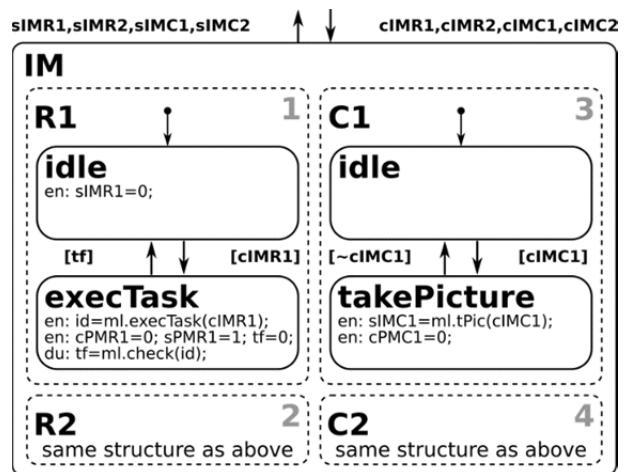 sIMR1,sIMR2,sIMC1,sIMC2
cIMR1,cIMR2,cIMC1,cIMC2
IM
R1
1
idle
en: sIMR1=0;
[tf]
[cIMR1]
execTask
en: id=ml.execTask(cIMR1);
en: cPMR1=0; sPMR1=1; tf=0;
du: tf=ml.check(id);
C1
3
idle
[~cIMC1]
[cIMC1]
takePicture
en: sIMC1=ml.tPic(cIMC1);
en: cPMC1=0;
R2
2
same structure as above
C2
4
same structure as above